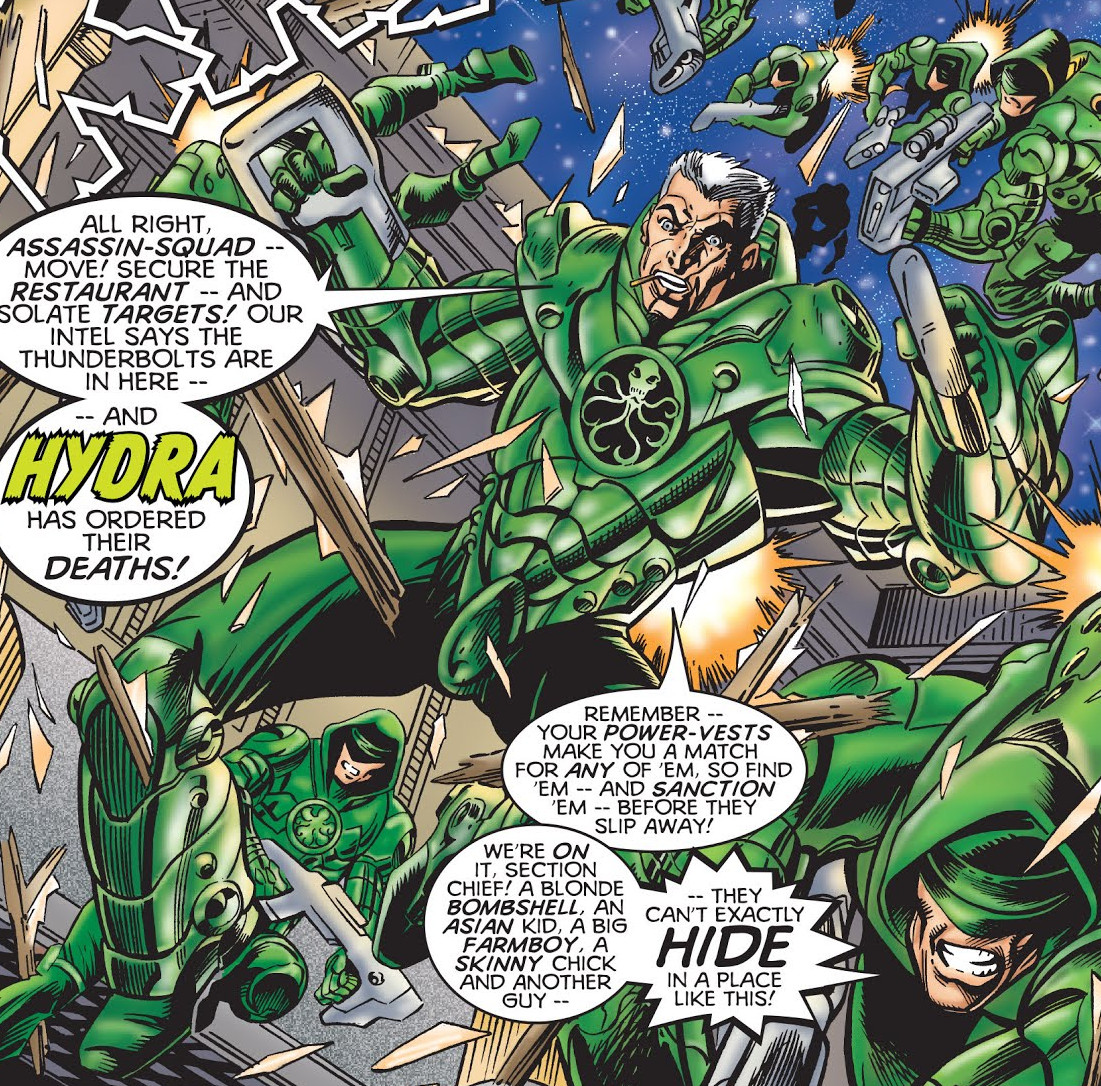 ALL RIGHT,
ASSASSIN-SQUAD --
MOVE! SECURE THE
RESTAURANT -- AND
SOLATE TARGETS! OUR
INTEL SAYS THE
THUNDERBOLTS ARE
IN HERE --
-- AND
HYDRA
HAS ORDERED
THEIR
DEATHS!
REMEMBER --
YOUR POWER-VESTS
MAKE YOU A MATCH
FOR ANY OF 'EM, SO FIND
'EM -- AND SANCTION
'EM -- BEFORE THEY
SLIP AWAY!
WE'RE ON
IT, SECTION
CHIEF! A BLONDE
BOMBSHELL, AN
ASIAN KID, A BIG
FARMBOY, A
SKINNY CHICK
AND ANOTHER
GUY --
-- THEY
CAN'T EXACTLY
HIDE
IN A PLACE
LIKE THIS!